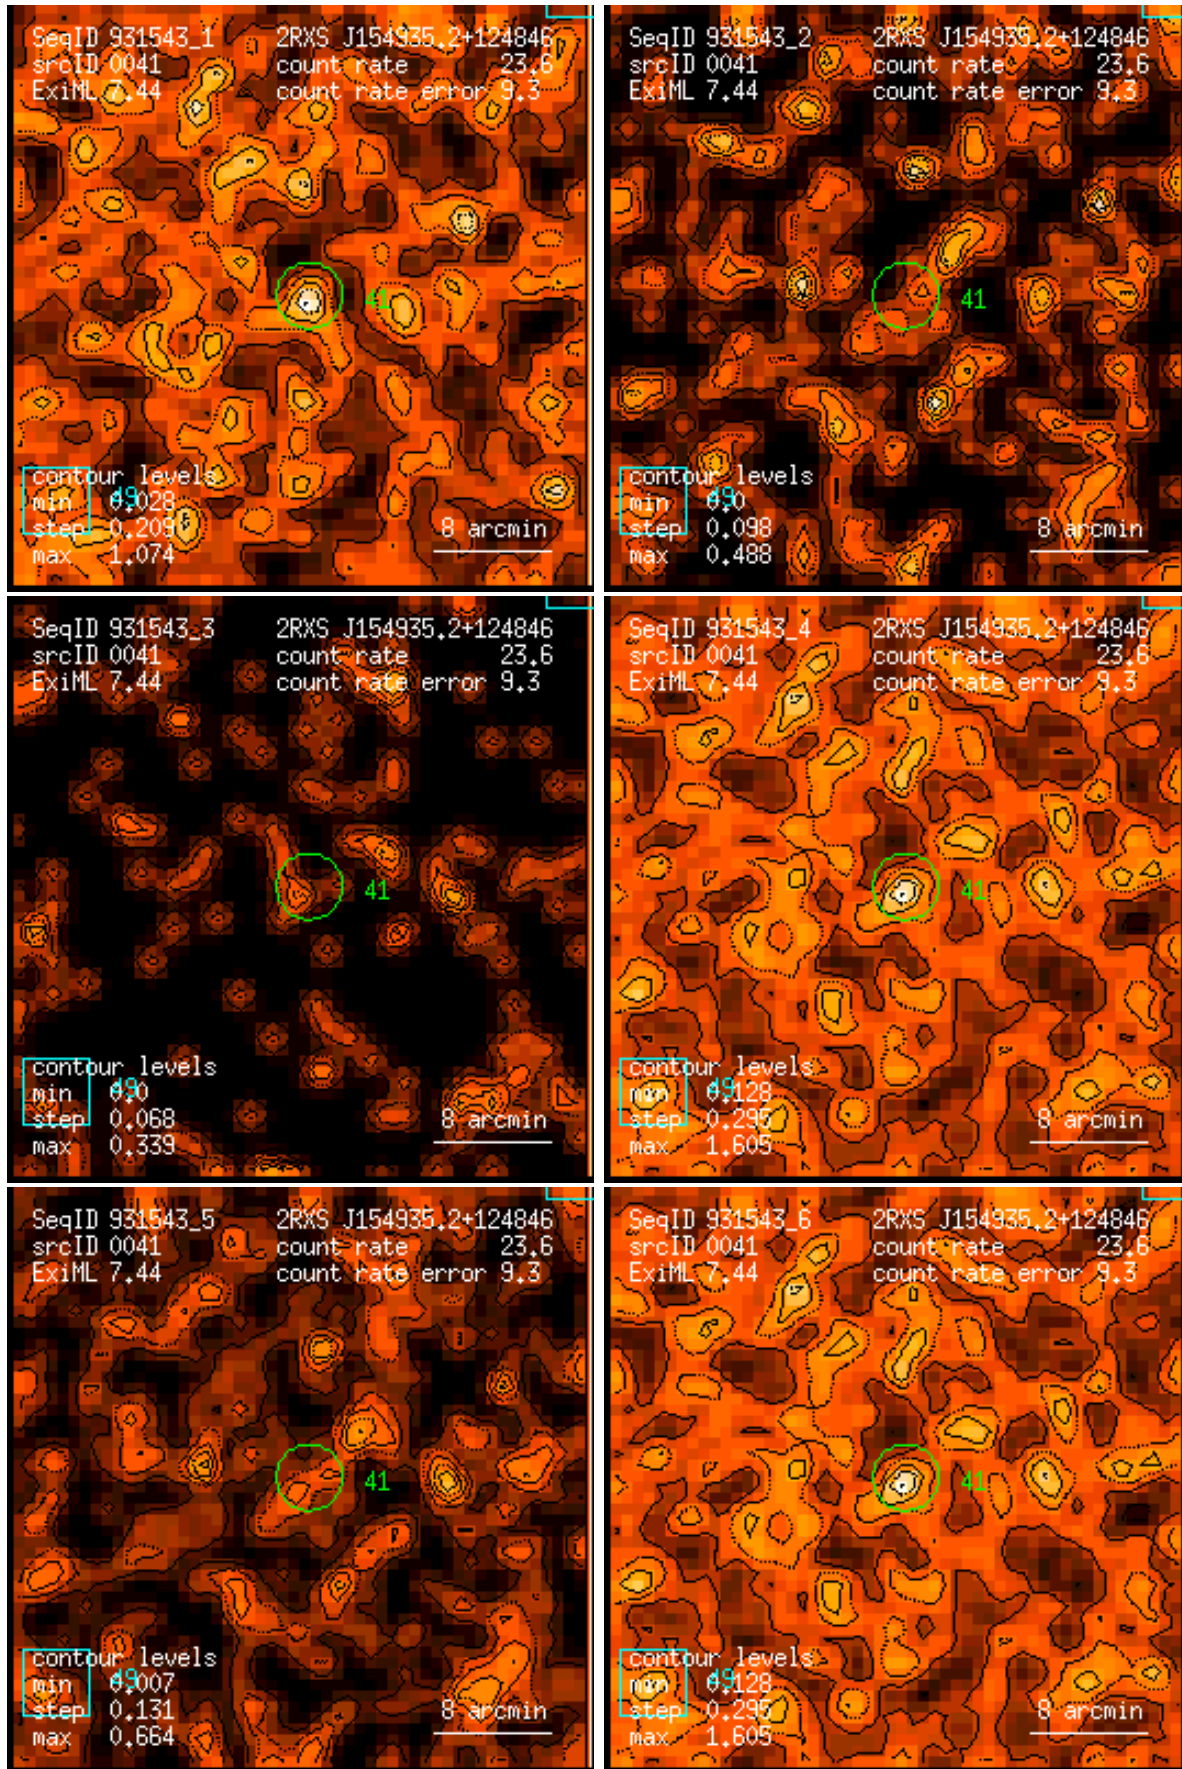 SeqID 931543_1 2RXS J154935.2+124846
srcID 0041 count rate 23.6
ExiML 7.44 count rate error 9.3
41
contour levels
min 0.028
49
step 0.209
max 1.074
8 arcmin
SeqID 931543_2 2RXS J154935.2+124846
srcID 0041 count rate 23.6
ExiML 7.44 count rate error 9.3
41
contour levels
min 0.0
49
step 0.098
max 0.488
8 arcmin
SeqID 931543_3 2RXS J154935.2+124846
srcID 0041 count rate 23.6
ExiML 7.44 count rate error 9.3
41
contour levels
min 0.0
49
step 0.068
max 0.339
8 arcmin
SeqID 931543_4 2RXS J154935.2+124846
srcID 0041 count rate 23.6
ExiML 7.44 count rate error 9.3
41
contour levels
min 0.128
49
step 0.295
max 1.605
8 arcmin
SeqID 931543_5 2RXS J154935.2+124846
srcID 0041 count rate 23.6
ExiML 7.44 count rate error 9.3
41
contour levels
min 0.007
49
step 0.131
max 0.664
8 arcmin
SeqID 931543_6 2RXS J154935.2+124846
srcID 0041 count rate 23.6
ExiML 7.44 count rate error 9.3
41
contour levels
min 0.128
49
step 0.295
max 1.605
8 arcmin